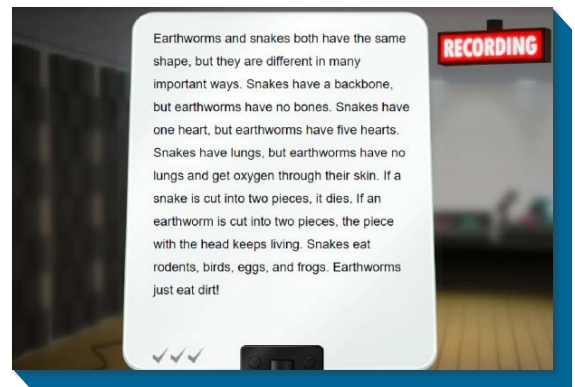 RECORDING
Earthworms and snakes both have the same
shape, but they are different in many
important ways. Snakes have a backbone,
but earthworms have no bones. Snakes have
one heart, but earthworms have five hearts.
Snakes have lungs, but earthworms have no
lungs and get oxygen through their skin. If a
snake is cut into two pieces, it dies. If an
earthworm is cut into two pieces, the piece
with the head keeps living. Snakes eat
rodents, birds, eggs, and frogs. Earthworms
just eat dirt!